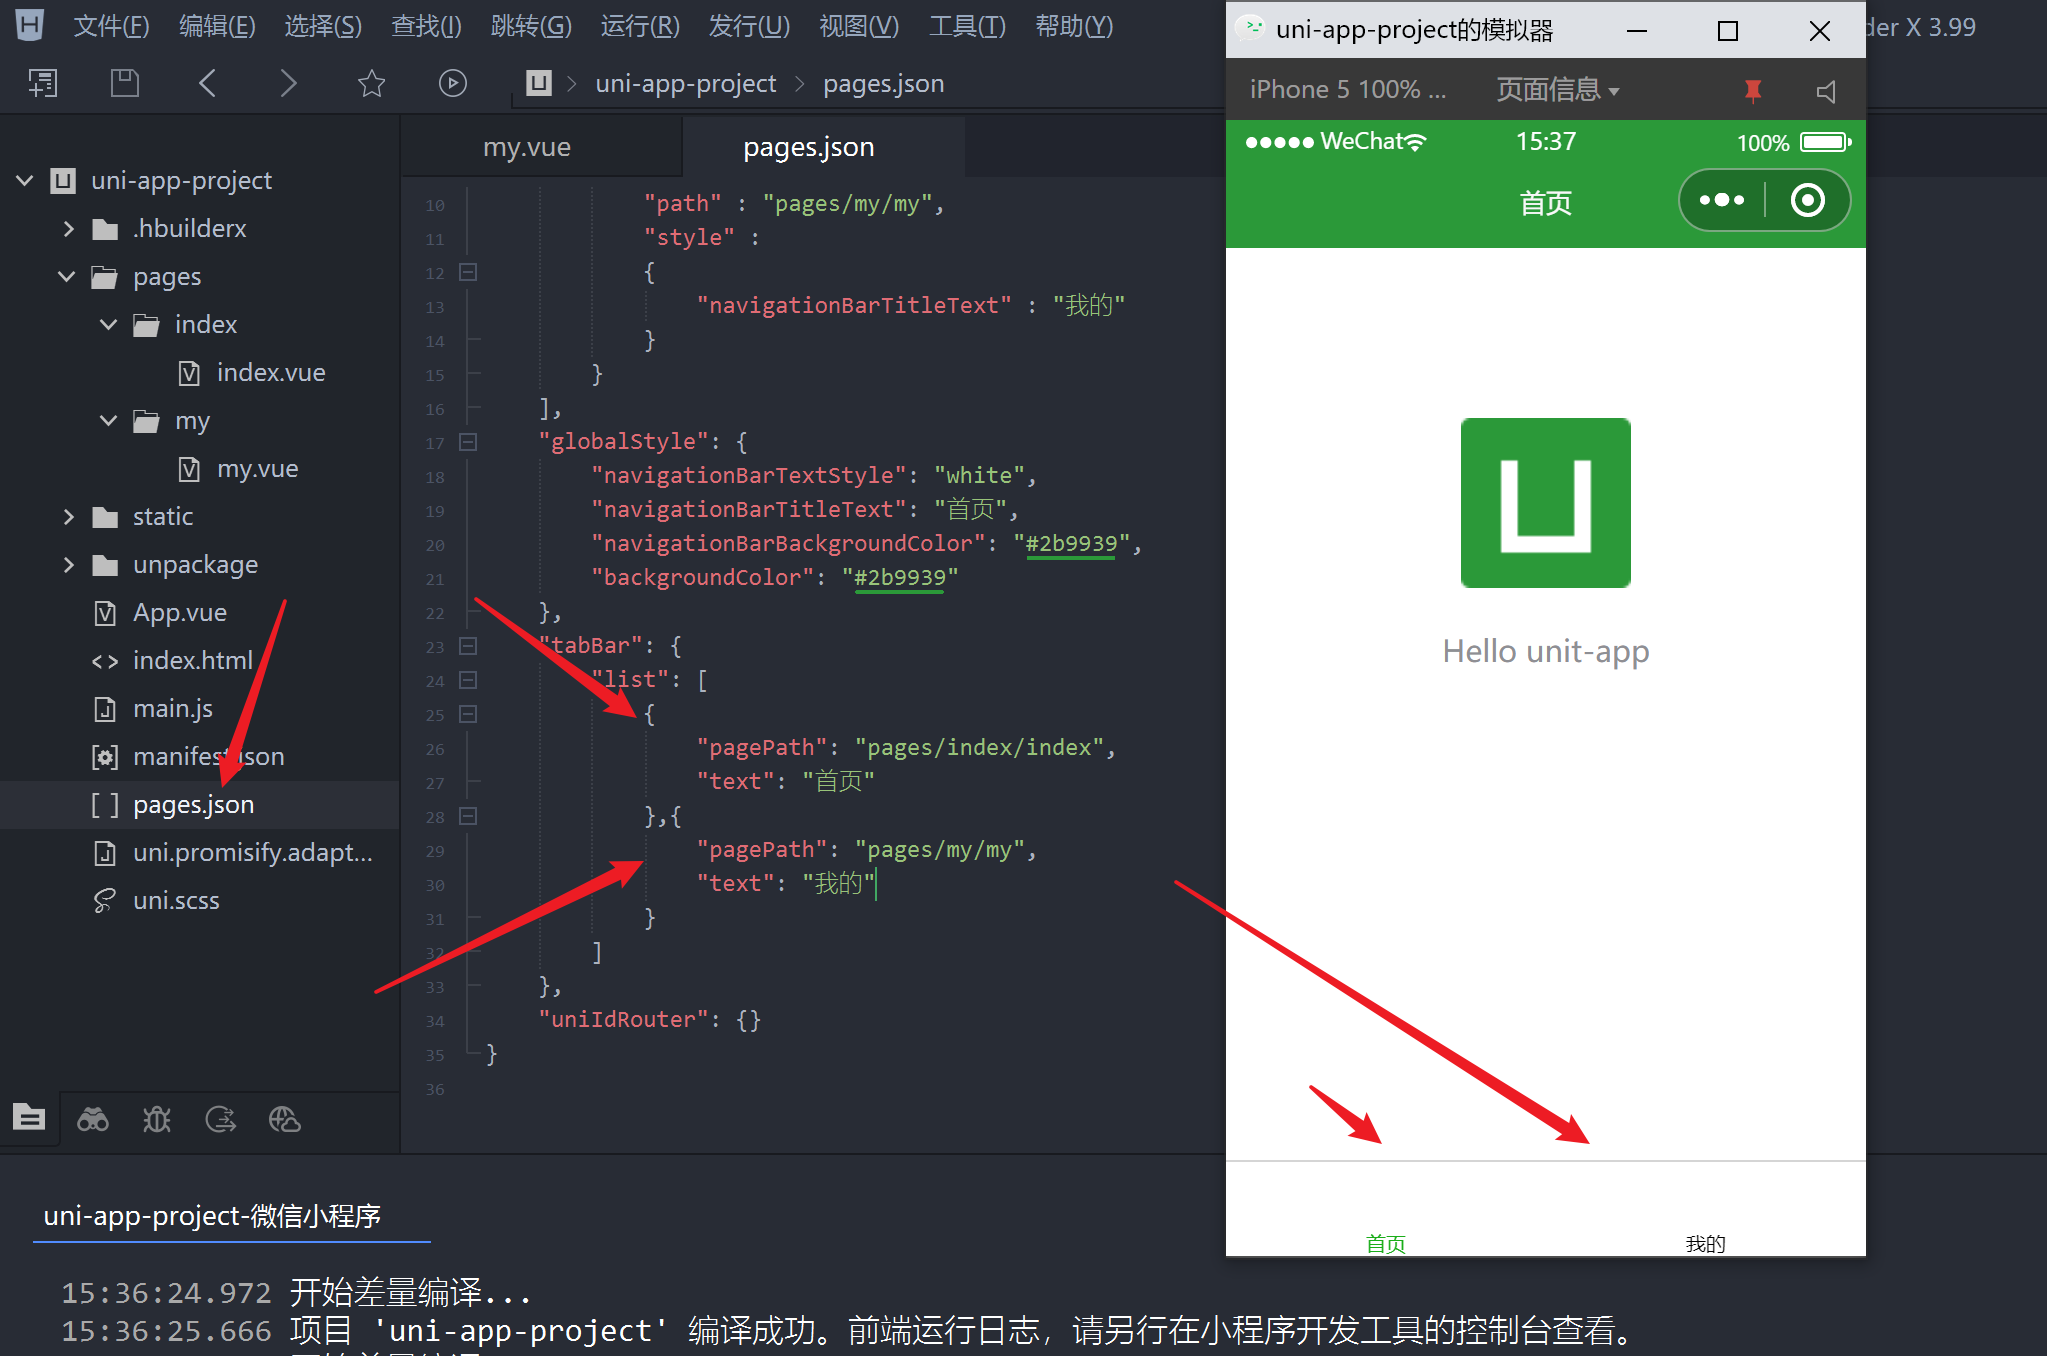 文件(F) 编辑(E) 选择(S) 查找(I) 跳转(G) 运行(R) 发行(U) 视图(V) 工具(T) 帮助(Y)
der X 3.99
uni-app-project > pages.json
my.vue
pages.json
uni-app-project
.hbuilderx
pages
index
index.vue
my
my.vue
static
unpackage
App.vue
index.html
main.js
pages.json
uni.promisify.adapt...
uni.scss
10 "path" : "pages/my/my",
11 "style" :
12 {
13 "navigationBarTitleText" : "我的"
14 }
15 }
16 ],
17 "globalStyle": {
18 "navigationBarTextStyle": "white",
19 "navigationBarTitleText": "首页",
20 "navigationBarBackgroundColor": "#2b9939",
21 "backgroundColor": "#2b9939"
22 },
23 "tabBar": {
24 "list": [
25 {
26 "pagePath": "pages/index/index",
27 "text": "首页"
28 },{
29 "pagePath": "pages/my/my",
30 "text": "我的"
31 }
32 ]
33 },
34 "uniIdRouter": {}
35 }
36
uni-app-project的模拟器
iPhone 5 100% ... 页面信息
WeChat 15:37 100%
首页
Hello unit-app
首页 我的
uni-app-project-微信小程序
15:36:24.972 开始差量编译...
15:36:25.666 项目 'uni-app-project' 编译成功。前端运行日志，请另行在小程序开发工具的控制台查看。